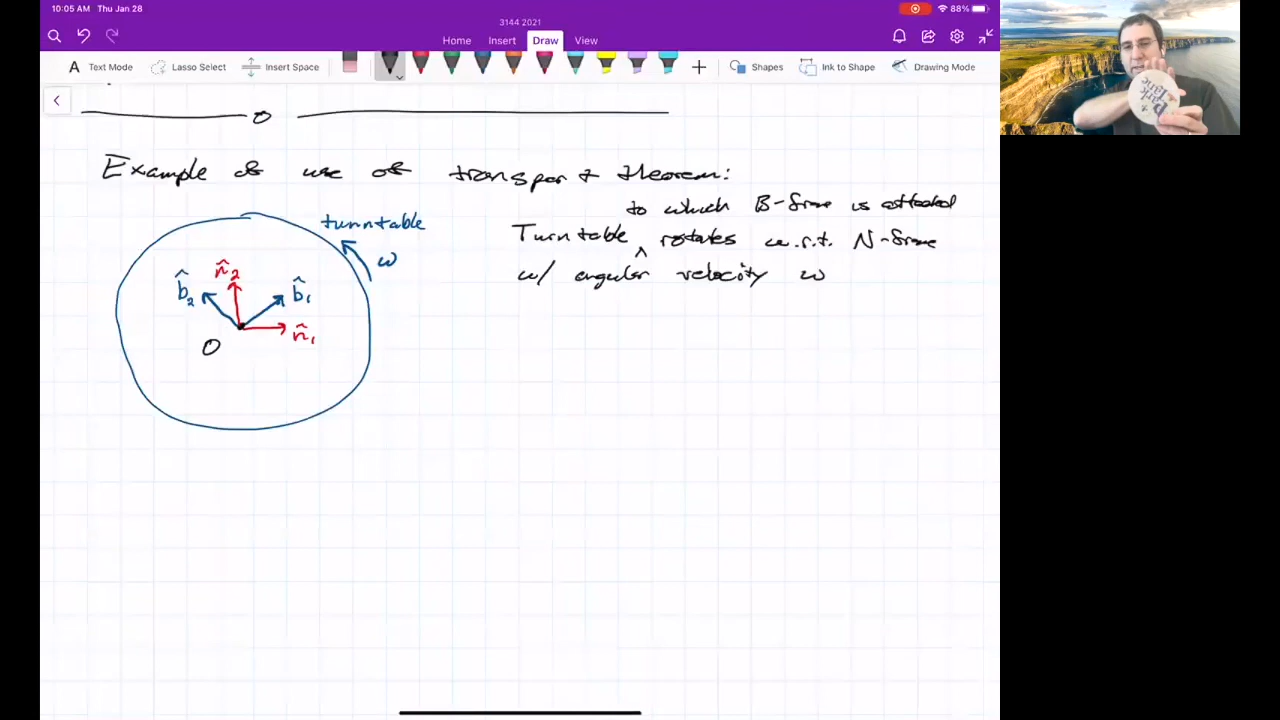 10:05 AM Thu Jan 28
88%
3144 2021
Home Insert Draw View
Text Mode Lasso Select Insert Space Shapes Ink to Shape Drawing Mode
Park Lane
Example of use of transport theorem:
to which B-frame is attached
Turntable ^ rotates w.r.t. N-frame
w/ angular velocity ω
turntable
ω
n̂₂
b̂₂
b̂₁
n̂₁
O